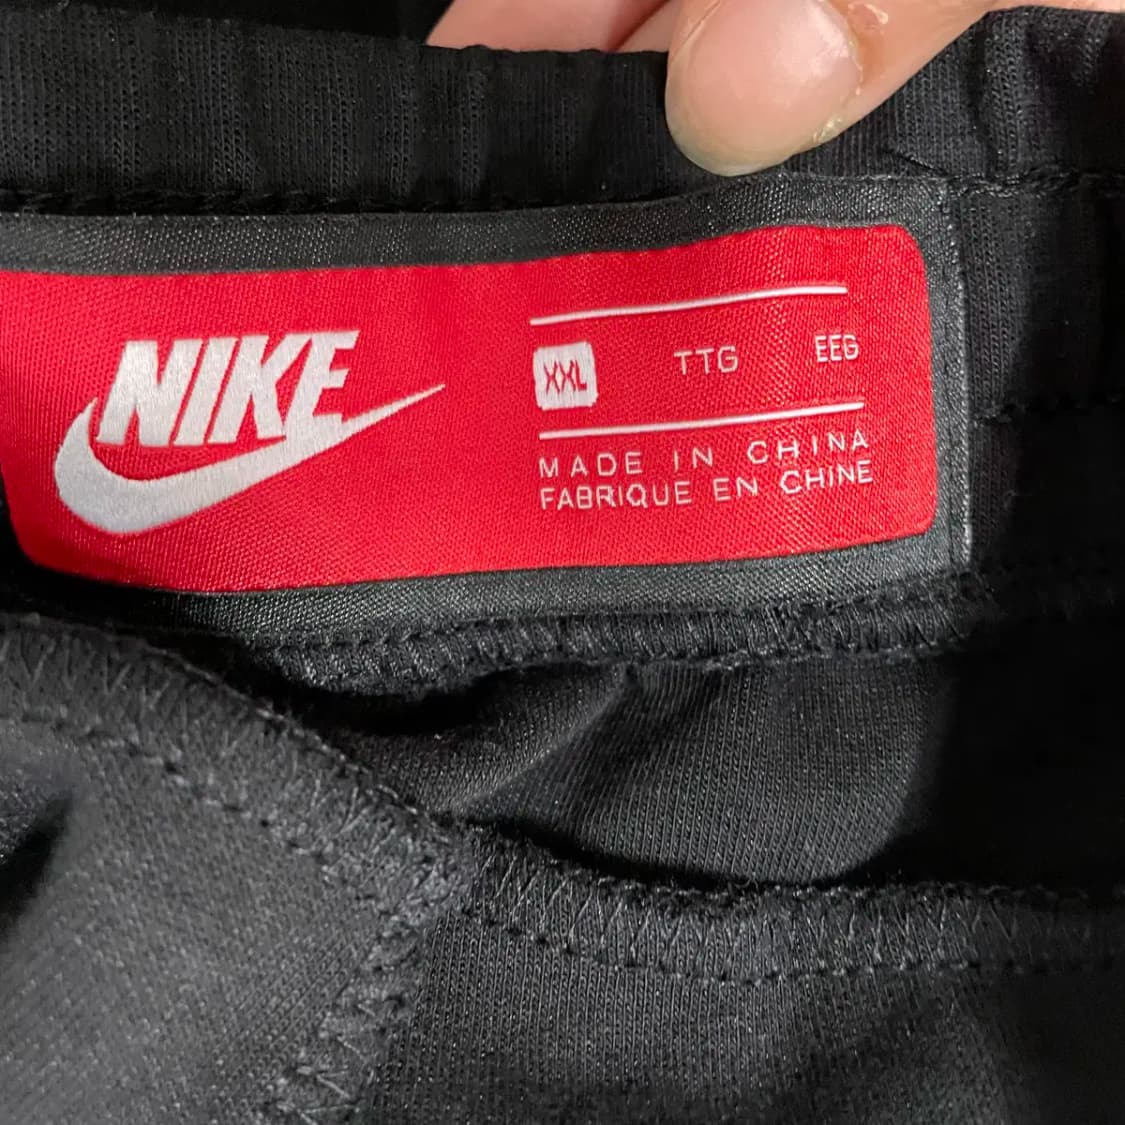 NIKE
XXL TTG EEG
MADE IN CHINA
FABRIQUE EN CHINE